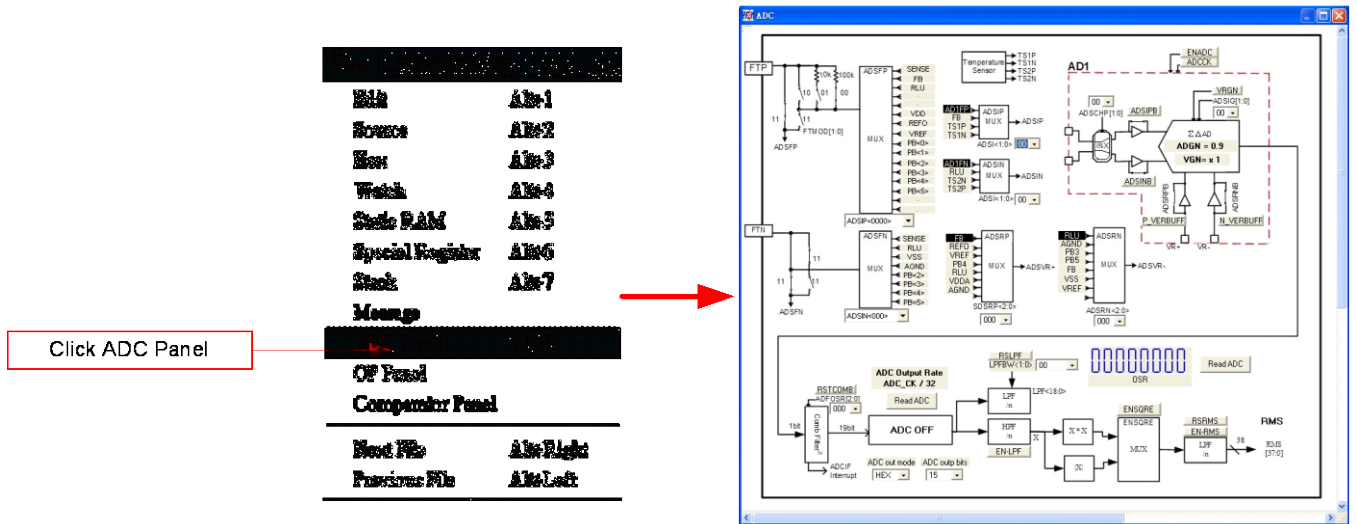 Edit Alt-1
Source Alt-2
Watch Alt-4
Static RAM Alt-5
Special Register Alt-6
Stack Alt-7
Message
Click ADC Panel
OP Panel
Comparator Panel
Next File Alt-Right
Previous File Alt-Left
ADC
FTP
10k
100k
10
01
00
11
11
FTMOD[1:0]
ADSFP
ADSFP
MUX
SENSE
FB
RLU
VDD
REFO
VREF
PB<0>
PB<1>
PB<2>
PB<3>
PB<4>
PB<5>
ADSIP<0000>
Temperature
Sensor
TS1P
TS1N
TS2P
TS2N
AD1FP
FB
TS1P
TS1N
ADSIP
MUX
ADSIP
ADSI<1:0>
00
AD1FN
RLU
TS2N
TS2P
ADSIN
MUX
ADSIN
ADSI<1:0>
00
AD1
ENADC
ADCCK
VRGN
ADSIG[1:0]
00
00
ADSCHP[1:0]
ADSIPB
INX
ADSINB
ΣΔAD
ADGN = 0.9
VGN= x 1
ADSRPB
ADSRNB
P_VERBUFF
N_VERBUFF
VR+
VR-
FTN
11
11
11
ADSFN
ADSFN
MUX
SENSE
RLU
VSS
AGND
PB<2>
PB<3>
PB<4>
PB<5>
ADSIN<000>
FB
REFO
VREF
PB4
RLU
VDDA
AGND
ADSRP
MUX
ADSVR+
SDSRP<2:0>
000
RLU
AGND
PB3
PB5
FB
VSS
VREF
ADSRN
MUX
ADSVR-
ADSRN<2:0>
000
ADC Output Rate
ADC_CK / 32
Read ADC
RSTCOMB
ADFOSR[2:0]
000
1bit
Comb Filter
19bit
ADC OFF
ADCIF
Interrupt
ADC out mode
HEX
ADC outp bits
15
RSLPF
LPFBW<1:0>
00
LPF
/n
LPF<18:0>
HPF
/n
EN-LPF
X
X * X
|X|
00000000
OSR
Read ADC
ENSQRE
ENSQRE
MUX
RSRMS
EN-RMS
LPF
/n
38
RMS
RMS
[37:0]